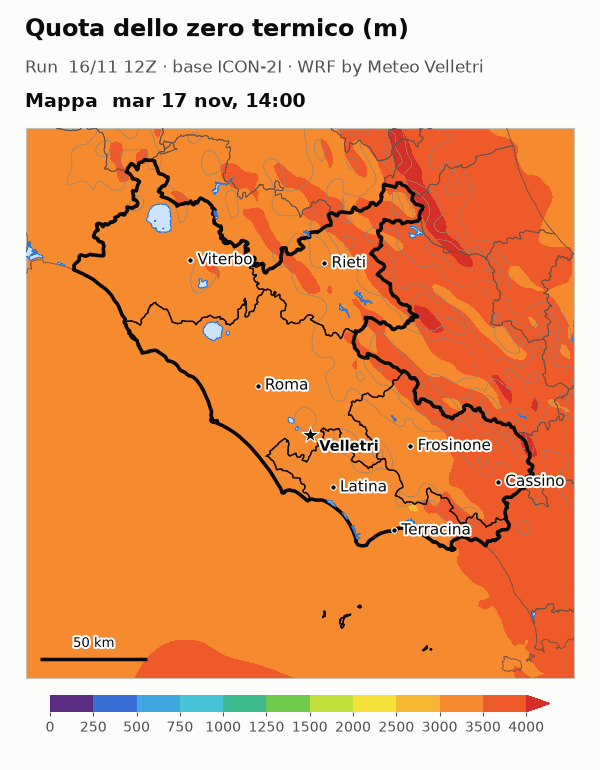 Quota dello zero termico (m)
Run  16/11 12Z · base ICON-2I · WRF by Meteo Velletri
Mappa  mar 17 nov, 14:00
Viterbo
Rieti
Roma
Velletri
Frosinone
Latina
Cassino
Terracina
50 km
0 250 500 750 1000 1250 1500 2000 2500 3000 3500 4000